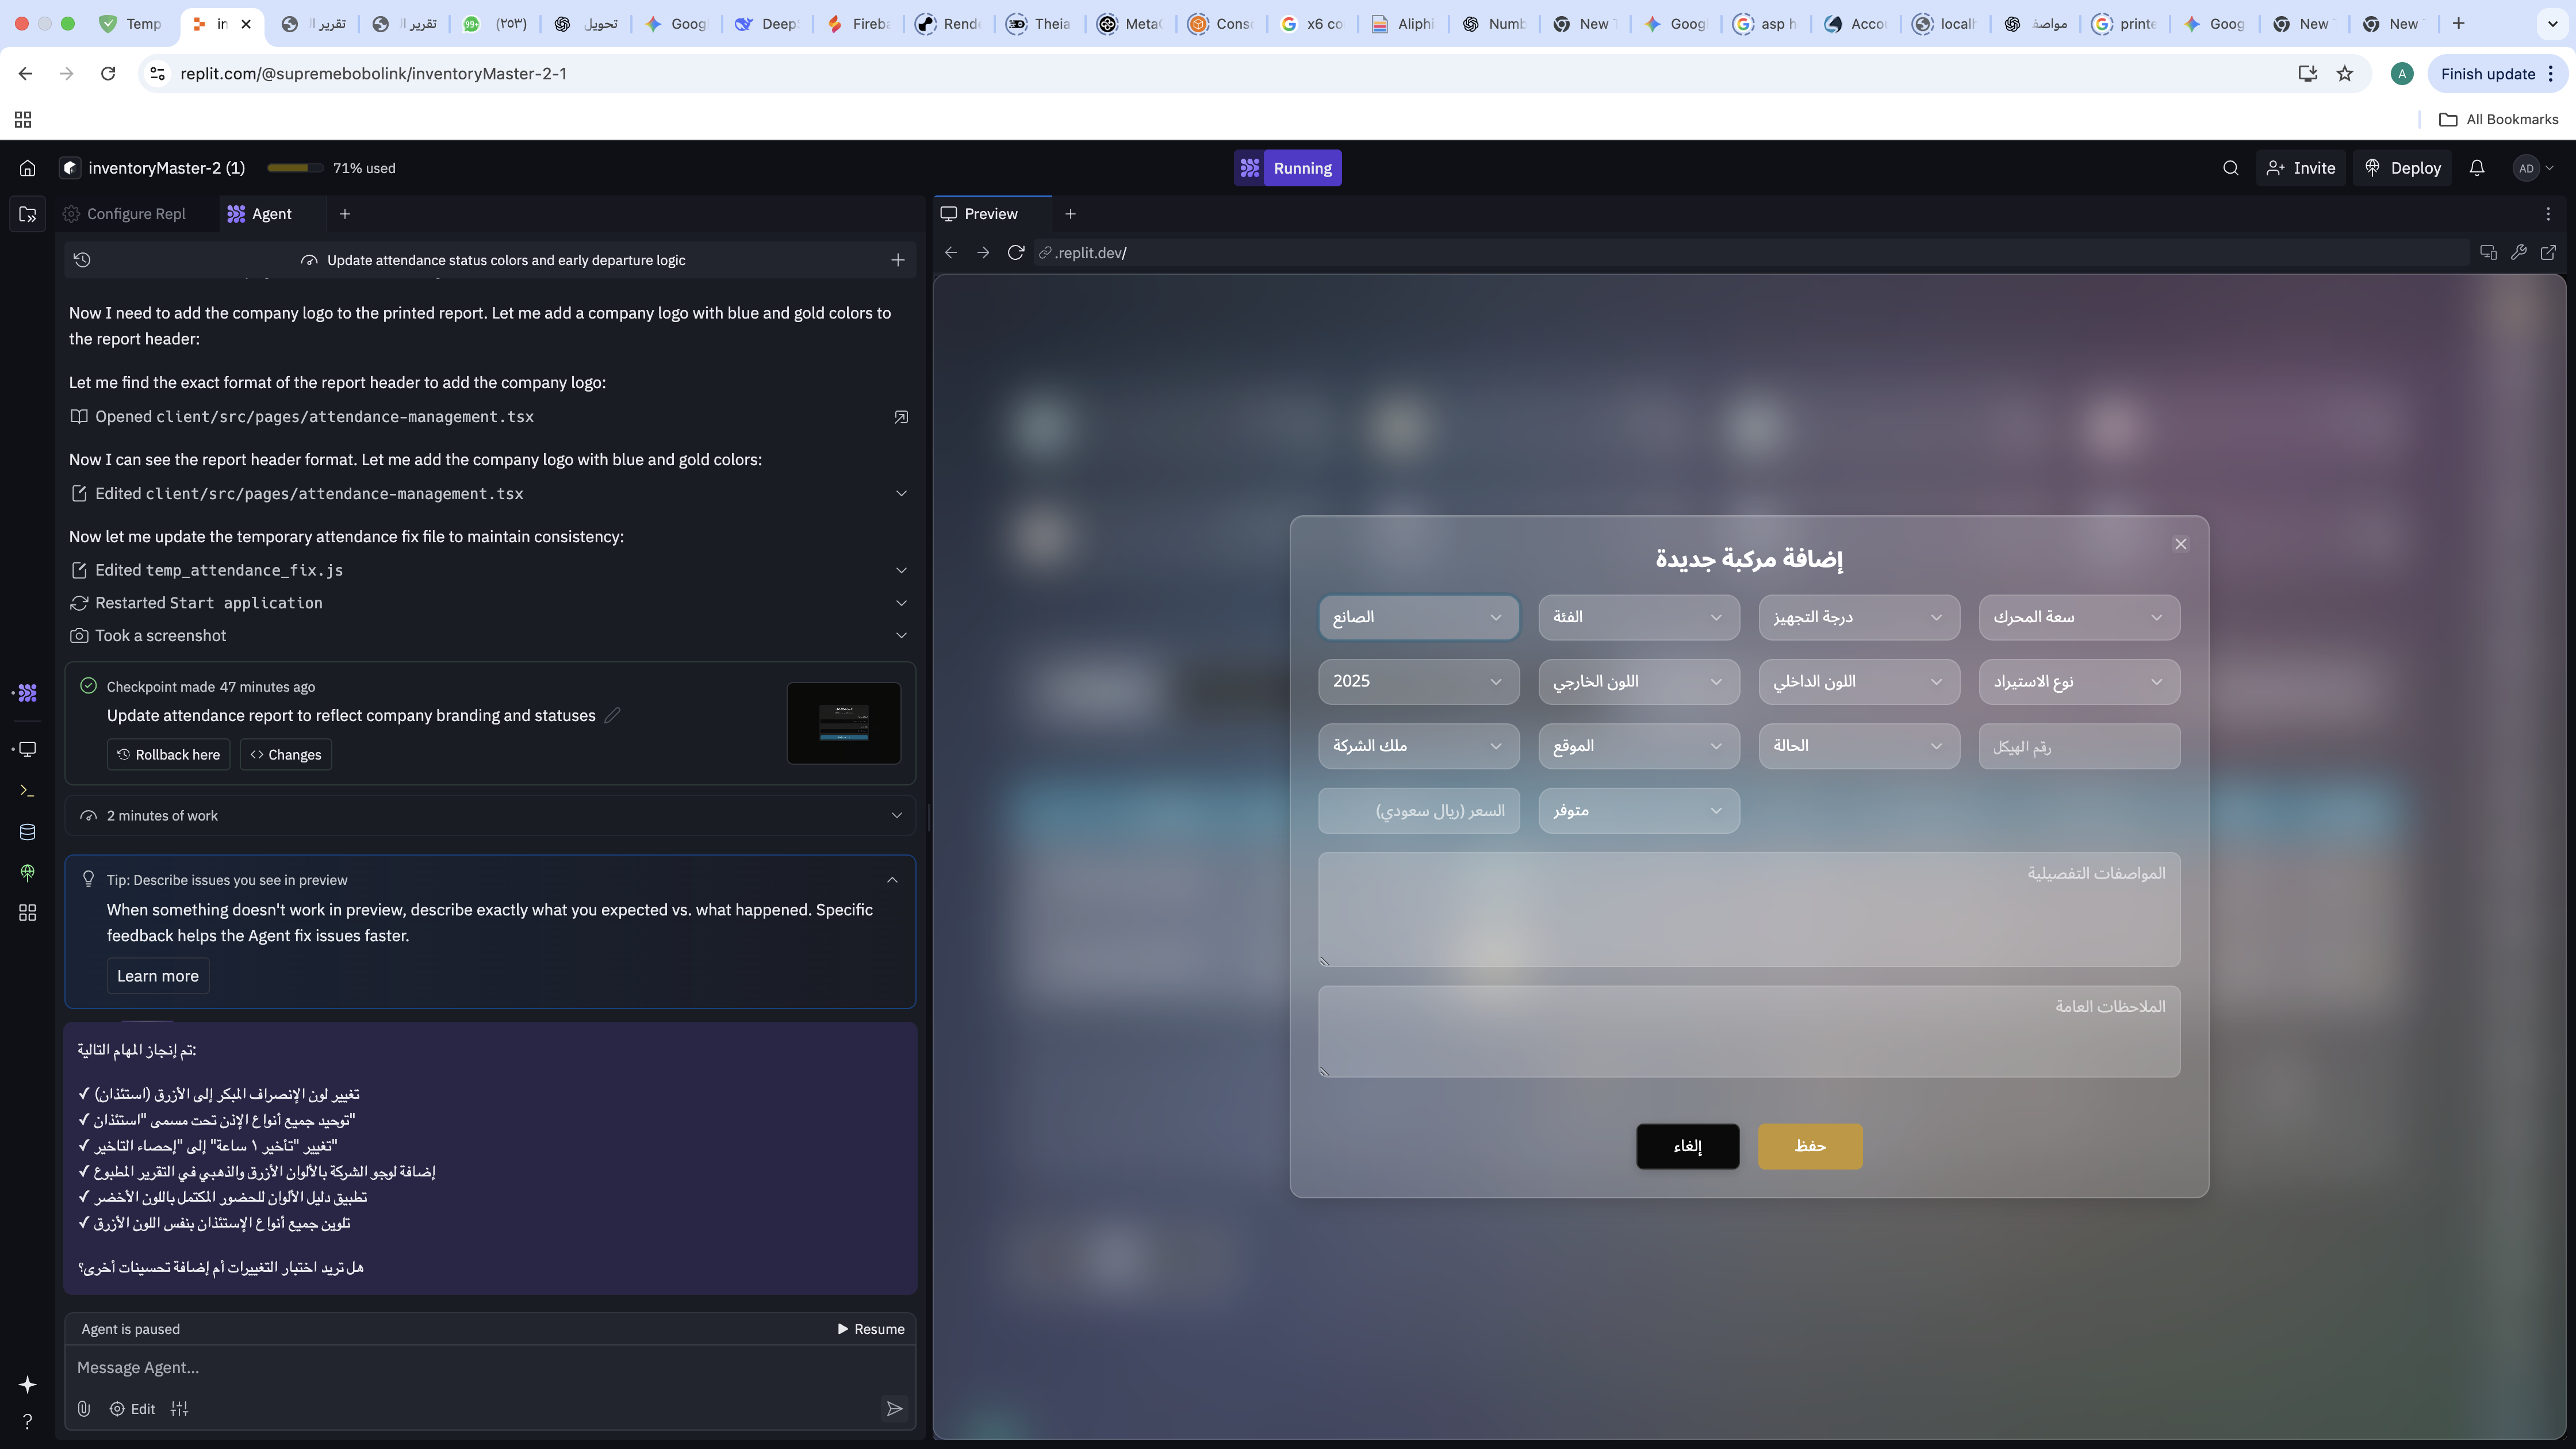 Temp
in
تقرير ال
تقرير ال
99+
(٣٥٣)
تحويل
Goog
Deep
Fireba
Rende
Theia
Meta
Conso
x6 co
Aliphi
Numb
New T
Goog
asp h
Acco
localh
مواصف
printe
Goog
New
New
replit.com/@supremebobolink/inventoryMaster-2-1
A
Finish update
All Bookmarks
inventoryMaster-2 (1)
71% used
Running
Invite
Deploy
AD
Configure Repl
Agent
Preview
Update attendance status colors and early departure logic
.replit.dev/
Now I need to add the company logo to the printed report. Let me add a company logo with blue and gold colors to
the report header:
Let me find the exact format of the report header to add the company logo:
Opened client/src/pages/attendance-management.tsx
Now I can see the report header format. Let me add the company logo with blue and gold colors:
Edited client/src/pages/attendance-management.tsx
Now let me update the temporary attendance fix file to maintain consistency:
Edited temp_attendance_fix.js
Restarted Start application
Took a screenshot
Checkpoint made 47 minutes ago
Update attendance report to reflect company branding and statuses
Rollback here
<> Changes
2 minutes of work
Tip: Describe issues you see in preview
When something doesn't work in preview, describe exactly what you expected vs. what happened. Specific
feedback helps the Agent fix issues faster.
Learn more
تم إنجاز المهام التالية:
✓ تغيير لون الإنصراف المبكر إلى الأزرق (استئذان)
✓ توحيد جميع أنواع الإذن تحت مسمى "استئذان"
✓ تغيير "تأخير ١ ساعة" إلى "إحصاء التاخير"
✓ إضافة لوجو الشركة بالألوان الأزرق والذهبي في التقرير المطبوع
✓ تطبيق دليل الألوان للحضور المكتمل باللون الأخضر
✓ تلوين جميع أنواع الإستئذان بنفس اللون الأزرق
هل تريد اختبار التغييرات أم إضافة تحسينات أخرى؟
Agent is paused
Resume
Message Agent...
Edit
إضافة مركبة جديدة
الصانع
الفئة
درجة التجهيز
سعة المحرك
2025
اللون الخارجي
اللون الداخلي
نوع الاستيراد
ملك الشركة
الموقع
الحالة
رقم الهيكل
السعر (ريال سعودي)
متوفر
المواصفات التفصيلية
الملاحظات العامة
إلغاء
حفظ